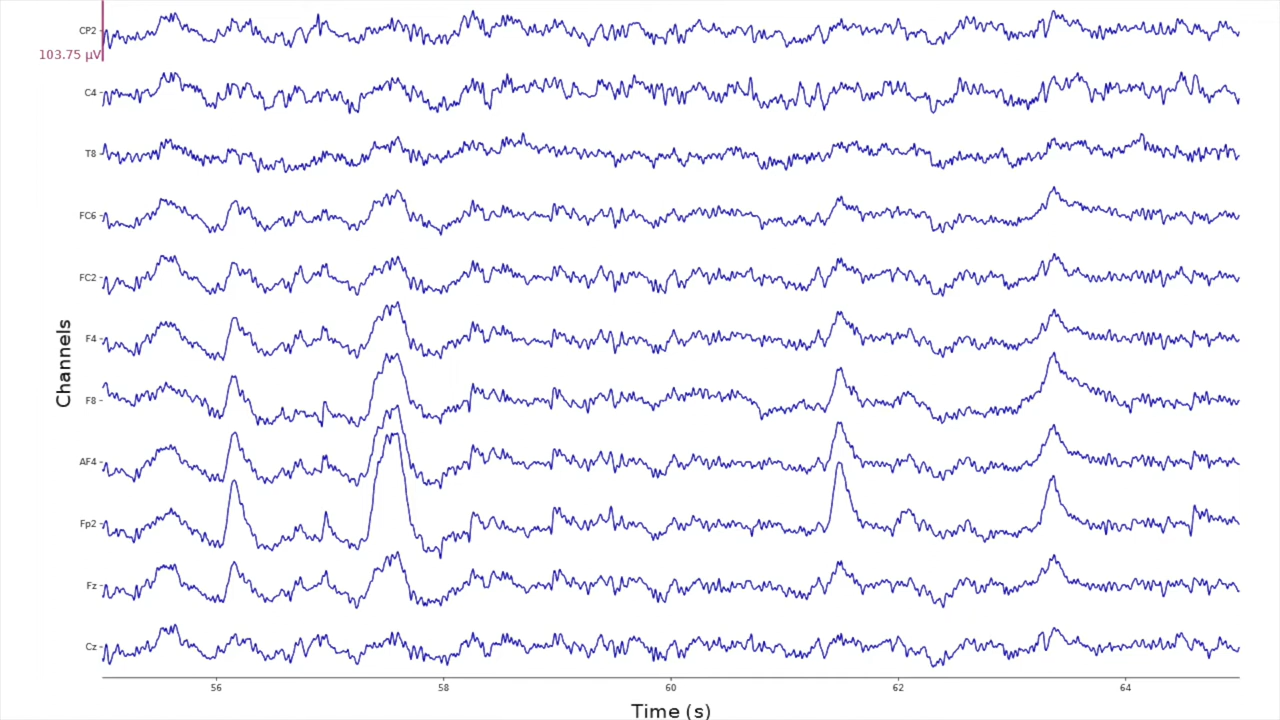 CP2
103.75 µV
C4
T8
FC6
FC2
F4
Channels
F8
AF4
Fp2
Fz
Cz
56 58 60 62 64
Time (s)